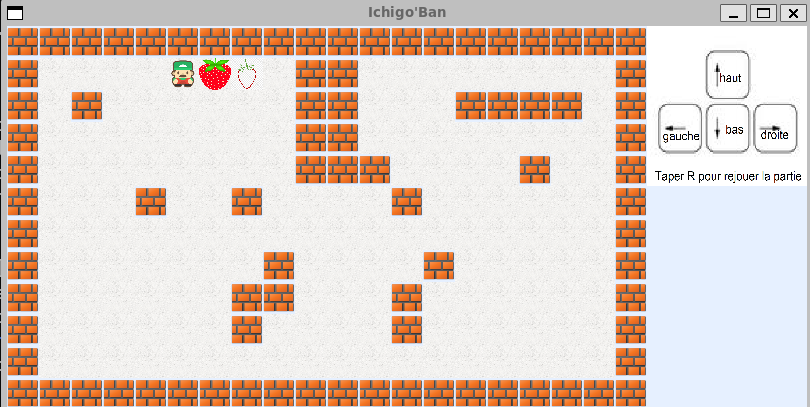 Ichigo'Ban
haut
gauche
bas
droite
Taper R pour rejouer la partie